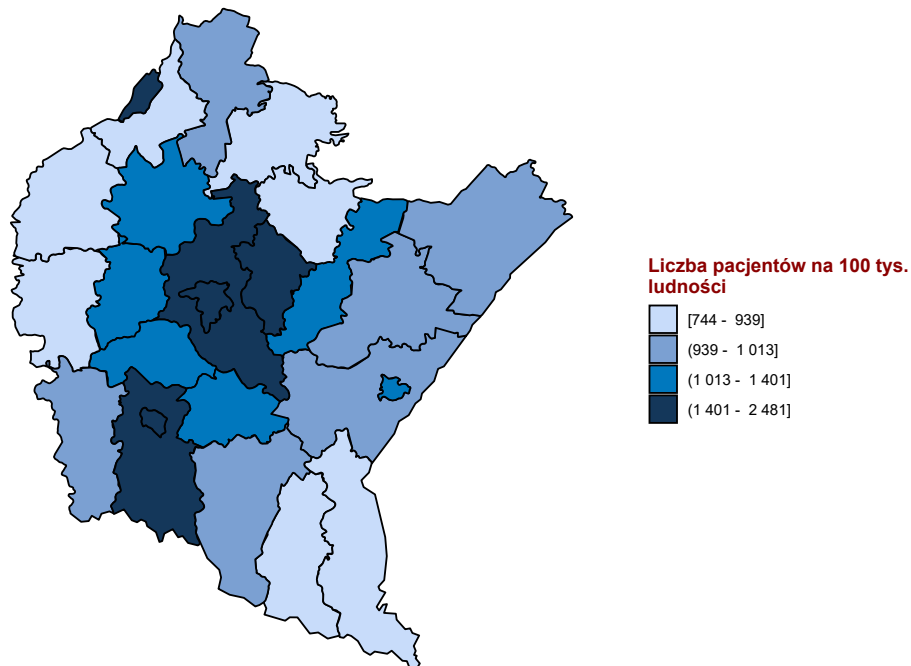 Liczba pacjentów na 100 tys.
ludności
[744 - 939]
(939 - 1 013]
(1 013 - 1 401]
(1 401 - 2 481]